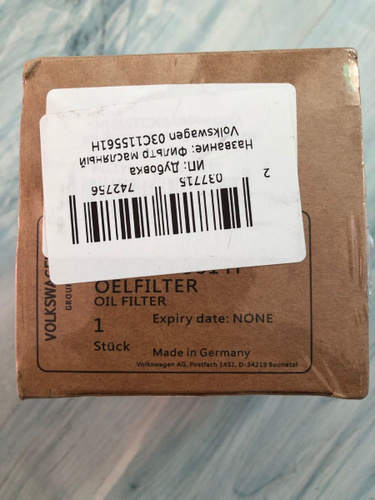 Volkswagen 03C115561H
Название: Фильтр масляный
ИП: Дубовка
2 037715 742756
OELFILTER
OIL FILTER
1
Stück
Expiry date: NONE
Made in Germany
Volkswagen AG, Postfach 1451, D-34219 Baunatal
VOLKSWAGEN
GROUP